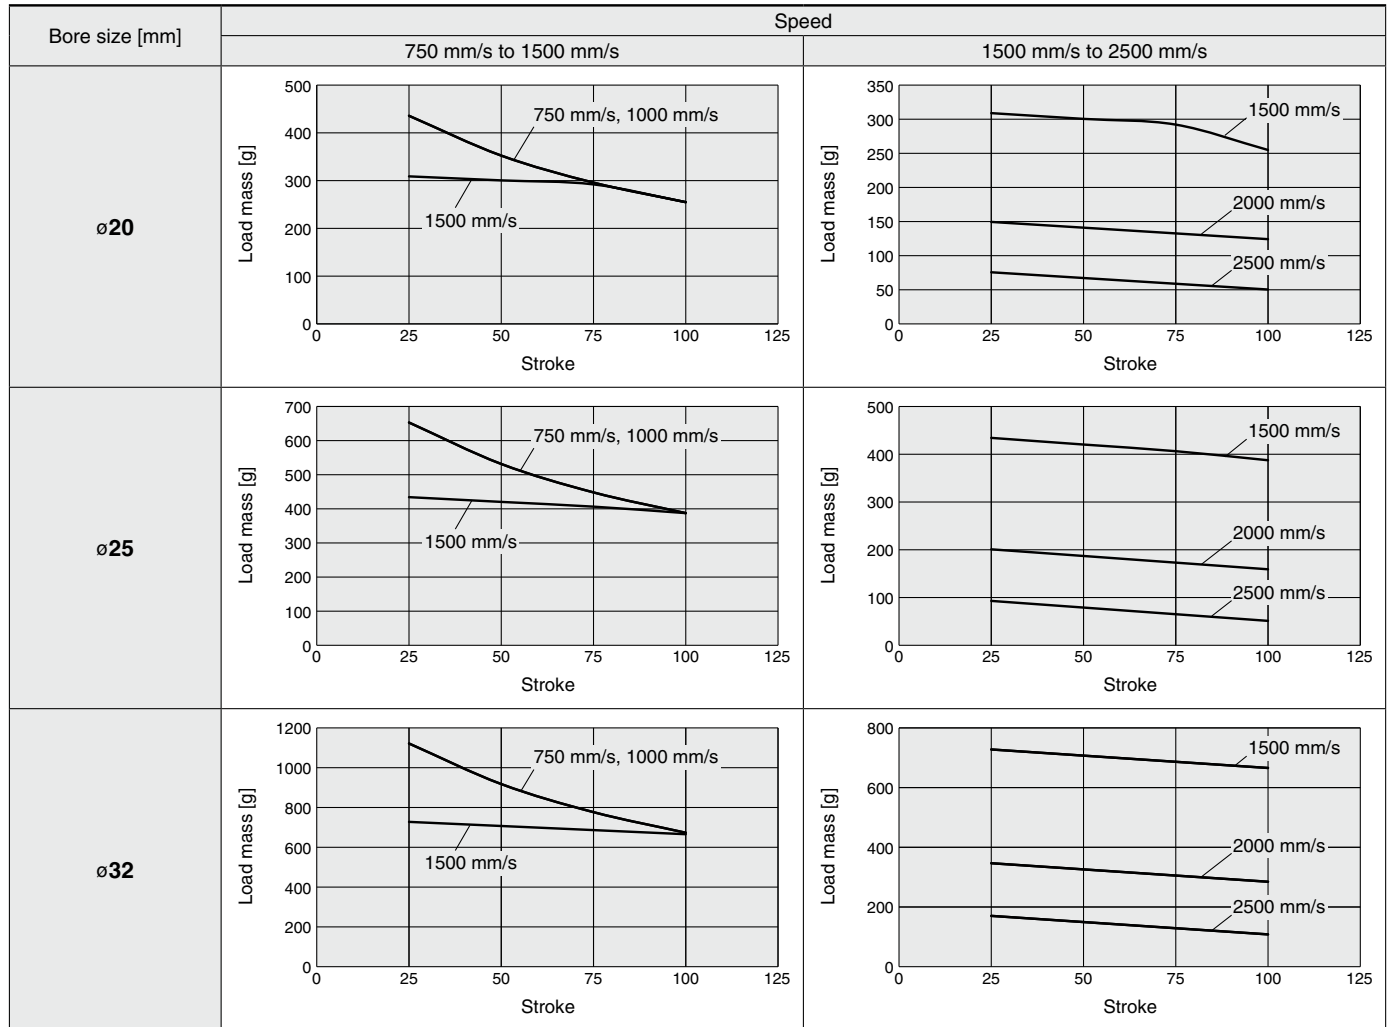 Bore size [mm]
Speed
750 mm/s to 1500 mm/s
1500 mm/s to 2500 mm/s
ø20
Load mass [g]
500
400
300
200
100
0
750 mm/s, 1000 mm/s
1500 mm/s
0 25 50 75 100 125
Stroke
Load mass [g]
350
300
250
200
150
100
50
0
1500 mm/s
2000 mm/s
2500 mm/s
0 25 50 75 100 125
Stroke
ø25
Load mass [g]
700
600
500
400
300
200
100
0
750 mm/s, 1000 mm/s
1500 mm/s
0 25 50 75 100 125
Stroke
Load mass [g]
500
400
300
200
100
0
1500 mm/s
2000 mm/s
2500 mm/s
0 25 50 75 100 125
Stroke
ø32
Load mass [g]
1200
1000
800
600
400
200
0
750 mm/s, 1000 mm/s
1500 mm/s
0 25 50 75 100 125
Stroke
Load mass [g]
800
600
400
200
0
1500 mm/s
2000 mm/s
2500 mm/s
0 25 50 75 100 125
Stroke